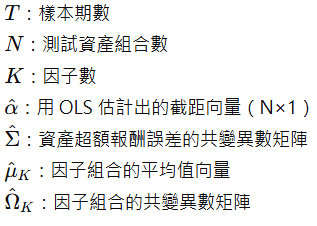 T：樣本期數
N：測試資產組合數
K：因子數
α̂：用 OLS 估計出的截距向量（N×1）
Σ̂：資產超額報酬誤差的共變異數矩陣
μ̂_K：因子組合的平均值向量
Ω̂_K：因子組合的共變異數矩陣